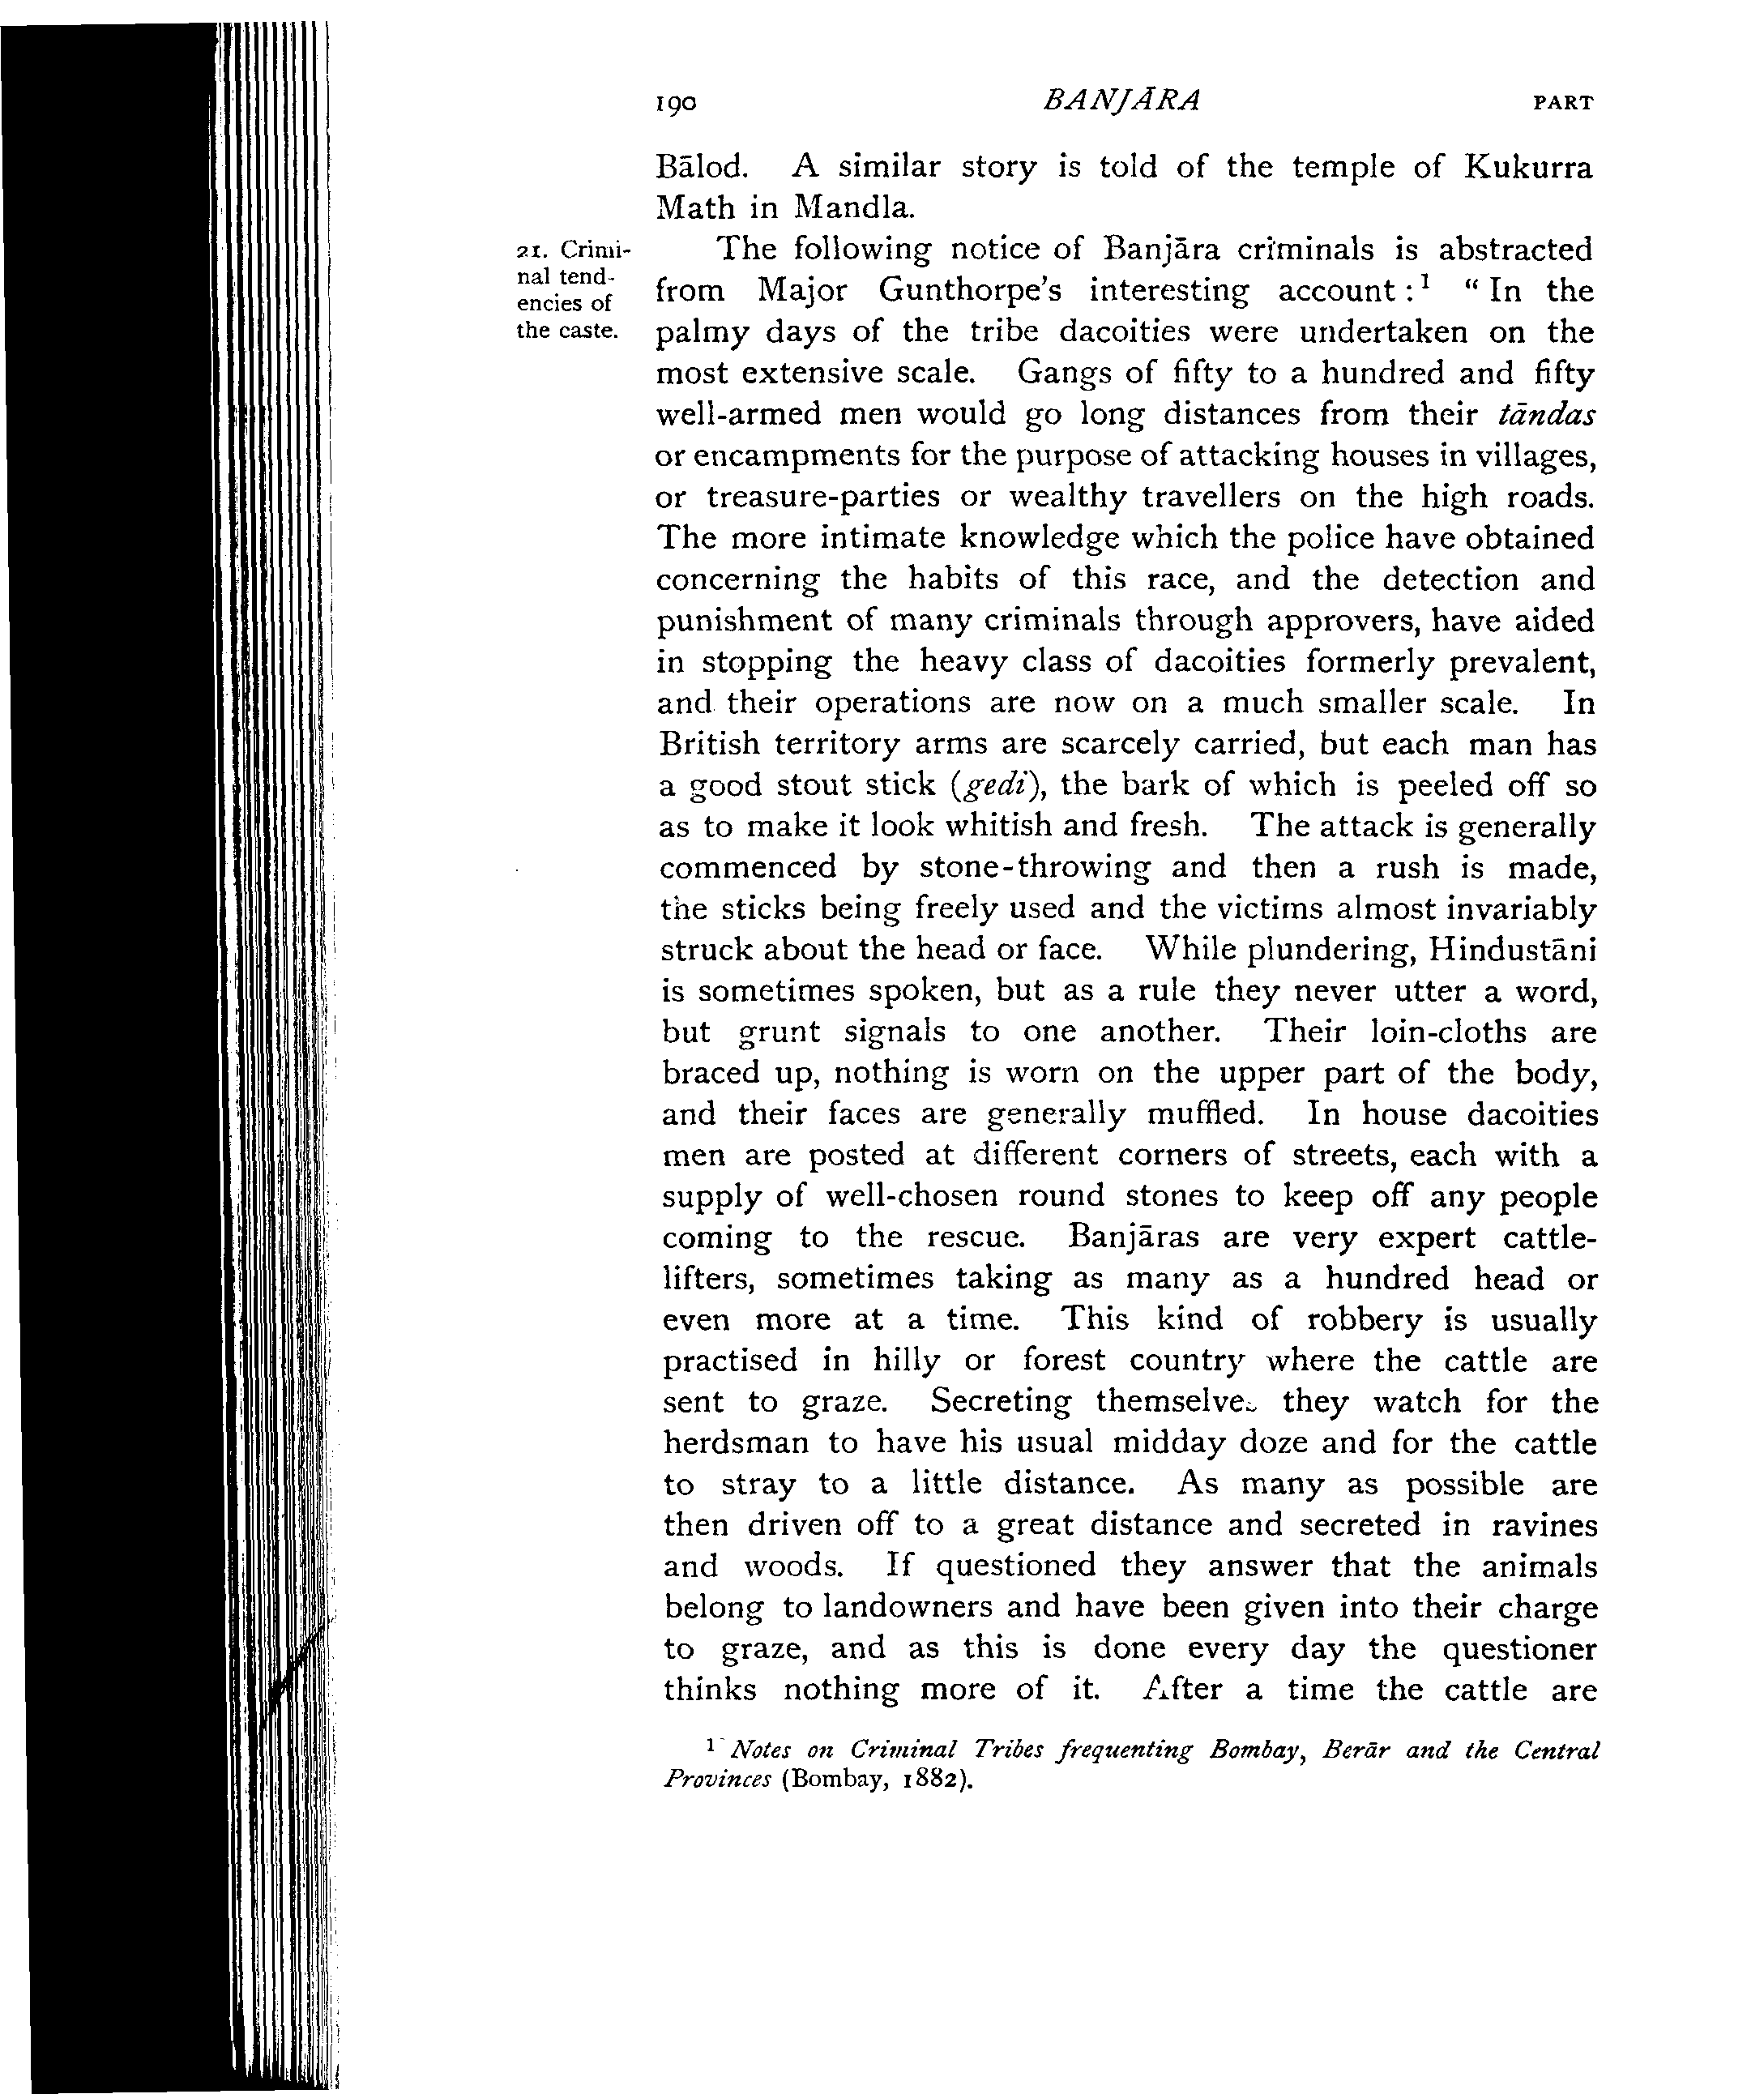 190 BANJĀRA PART
Bālod. A similar story is told of the temple of Kukurra
Math in Mandla.
21. Crimi-
nal tend-
encies of
the caste.
The following notice of Banjāra criminals is abstracted
from Major Gunthorpe's interesting account :¹ “ In the
palmy days of the tribe dacoities were undertaken on the
most extensive scale. Gangs of fifty to a hundred and fifty
well-armed men would go long distances from their tāndas
or encampments for the purpose of attacking houses in villages,
or treasure-parties or wealthy travellers on the high roads.
The more intimate knowledge which the police have obtained
concerning the habits of this race, and the detection and
punishment of many criminals through approvers, have aided
in stopping the heavy class of dacoities formerly prevalent,
and their operations are now on a much smaller scale. In
British territory arms are scarcely carried, but each man has
a good stout stick (gedi), the bark of which is peeled off so
as to make it look whitish and fresh. The attack is generally
commenced by stone-throwing and then a rush is made,
the sticks being freely used and the victims almost invariably
struck about the head or face. While plundering, Hindustāni
is sometimes spoken, but as a rule they never utter a word,
but grunt signals to one another. Their loin-cloths are
braced up, nothing is worn on the upper part of the body,
and their faces are generally muffled. In house dacoities
men are posted at different corners of streets, each with a
supply of well-chosen round stones to keep off any people
coming to the rescue. Banjāras are very expert cattle-
lifters, sometimes taking as many as a hundred head or
even more at a time. This kind of robbery is usually
practised in hilly or forest country where the cattle are
sent to graze. Secreting themselves they watch for the
herdsman to have his usual midday doze and for the cattle
to stray to a little distance. As many as possible are
then driven off to a great distance and secreted in ravines
and woods. If questioned they answer that the animals
belong to landowners and have been given into their charge
to graze, and as this is done every day the questioner
thinks nothing more of it. After a time the cattle are
¹ Notes on Criminal Tribes frequenting Bombay, Berār and the Central
Provinces (Bombay, 1882).